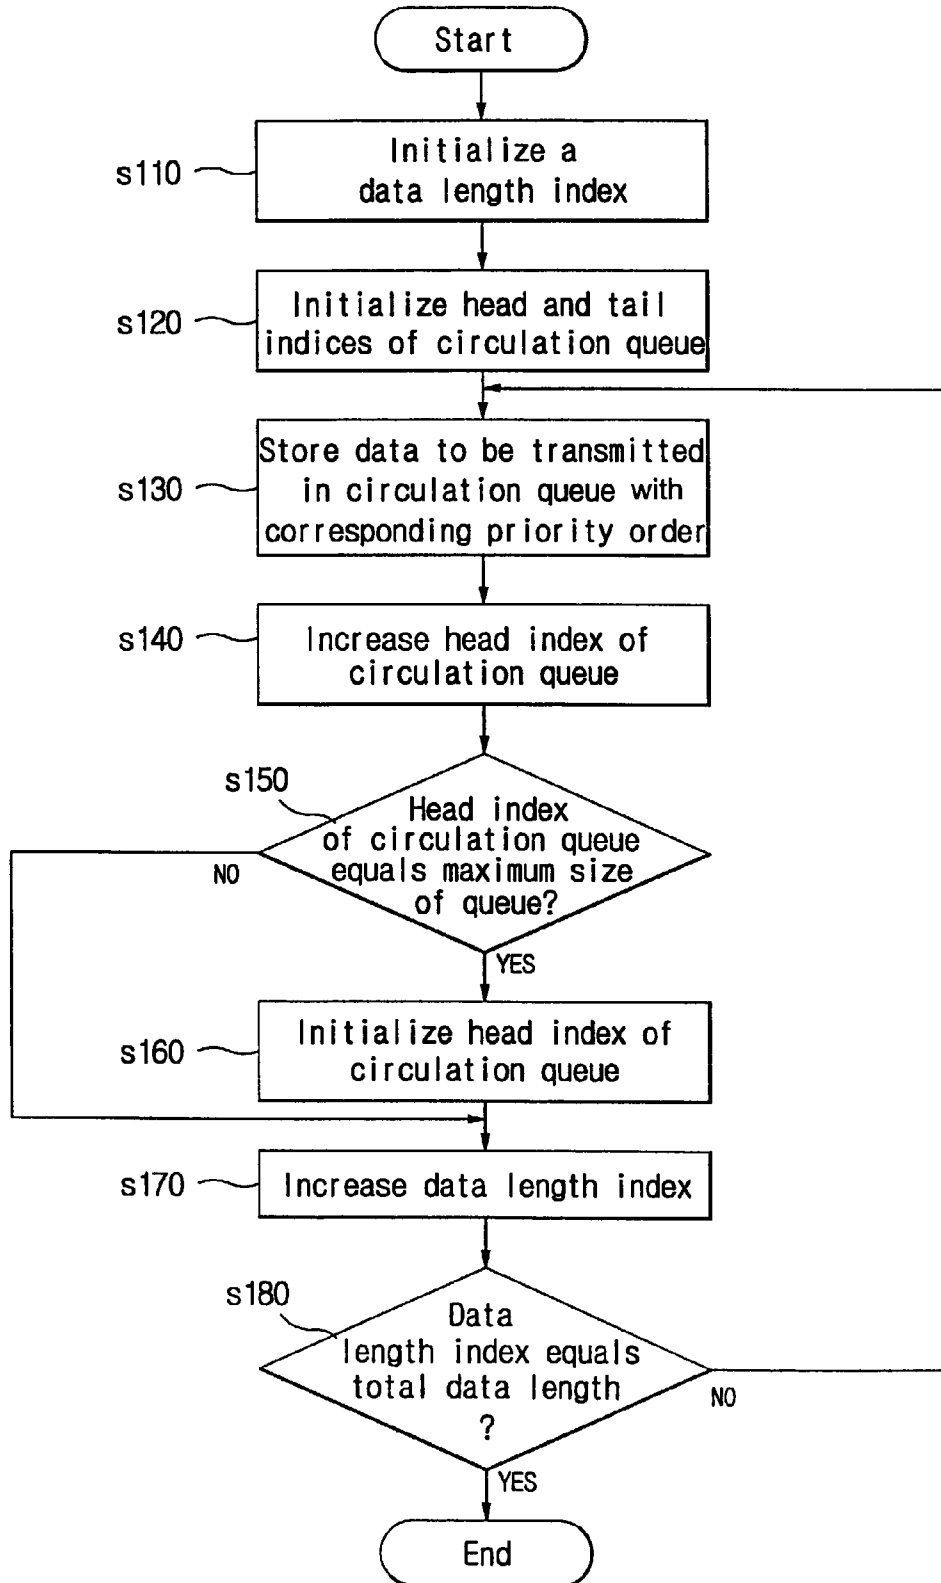 Start
s110
Initialize a
data length index
s120
Initialize head and tail
indices of circulation queue
s130
Store data to be transmitted
in circulation queue with
corresponding priority order
s140
Increase head index of
circulation queue
s150
Head index
of circulation queue
equals maximum size
of queue?
NO
YES
s160
Initialize head index of
circulation queue
s170
Increase data length index
s180
Data
length index equals
total data length
?
NO
YES
End